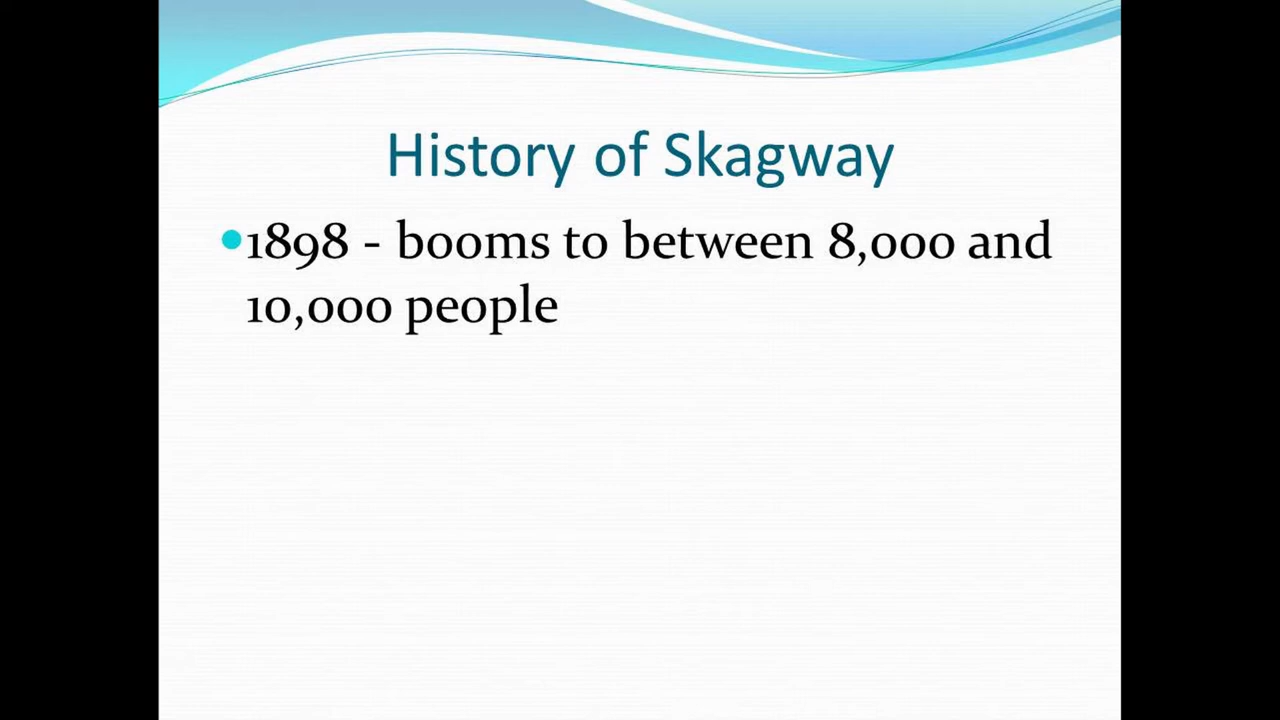 History of Skagway
1898 - booms to between 8,000 and
10,000 people